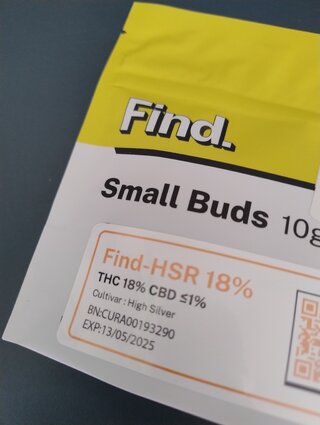 Find.
Small Buds 10g
Find-HSR 18%
THC 18% CBD ≤1%
Cultivar : High Silver
BN:CURA00193290
EXP:13/05/2025